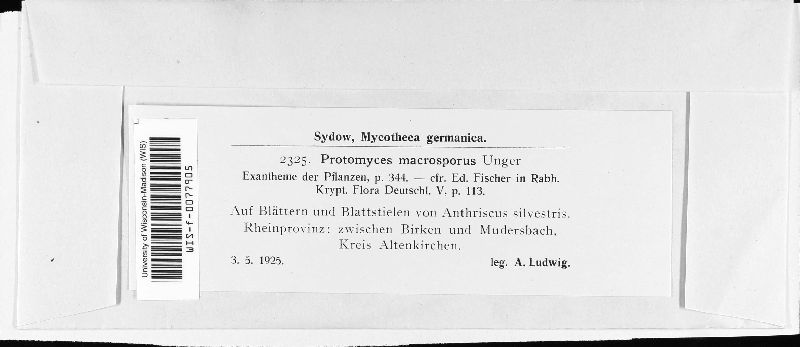 Sydow, Mycotheca germanica.
2325. Protomyces macrosporus Unger
Exantheme der Pflanzen, p. 344. — cfr. Ed. Fischer in Rabh.
Krypt. Flora Deutschl. V, p. 113.
Auf Blättern und Blattstielen von Anthriscus silvestris.
Rheinprovinz: zwischen Birken und Mudersbach,
Kreis Altenkirchen.
3. 5. 1925. leg. A. Ludwig.
University of Wisconsin-Madison (WIS)
WIS-f-0077905